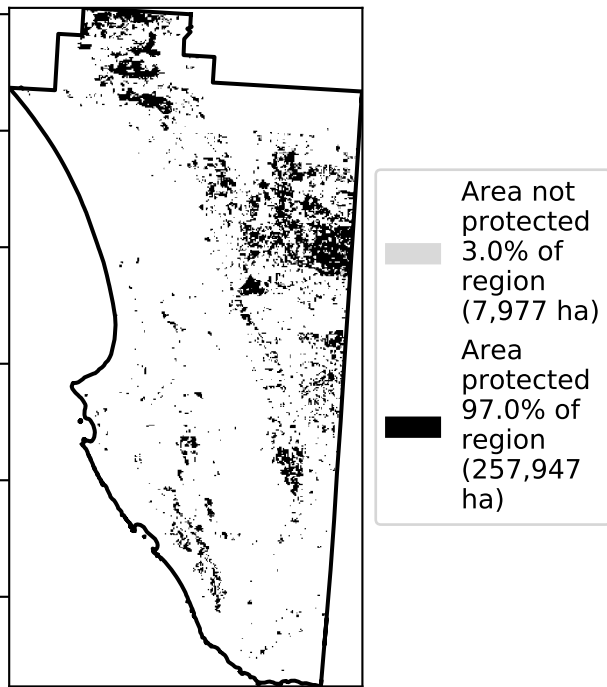 Area not
protected
3.0% of
region
(7,977 ha)
Area
protected
97.0% of
region
(257,947
ha)